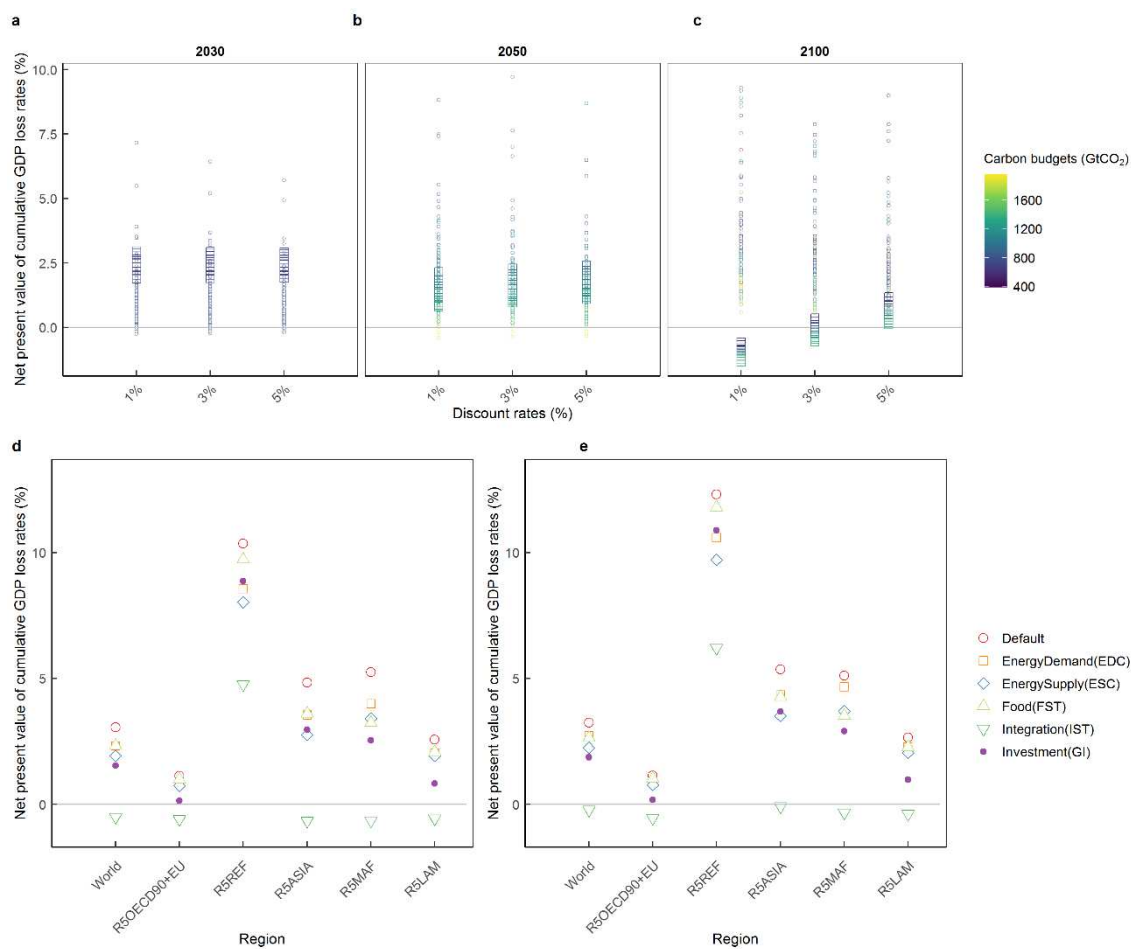 a
b
c
2030
2050
2100
Net present value of cumulative GDP loss rates (%)
10.0
7.5
5.0
2.5
0.0
1%
3%
5%
1%
3%
5%
1%
3%
5%
Discount rates (%)
Carbon budgets (GtCO₂)
1600
1200
800
400
d
e
Net present value of cumulative GDP loss rates (%)
10
5
0
World
R5OECD90+EU
R5REF
R5ASIA
R5MAF
R5LAM
Region
Net present value of cumulative GDP loss rates (%)
10
5
0
World
R5OECD90+EU
R5REF
R5ASIA
R5MAF
R5LAM
Region
Default
EnergyDemand(EDC)
EnergySupply(ESC)
Food(FST)
Integration(IST)
Investment(GI)